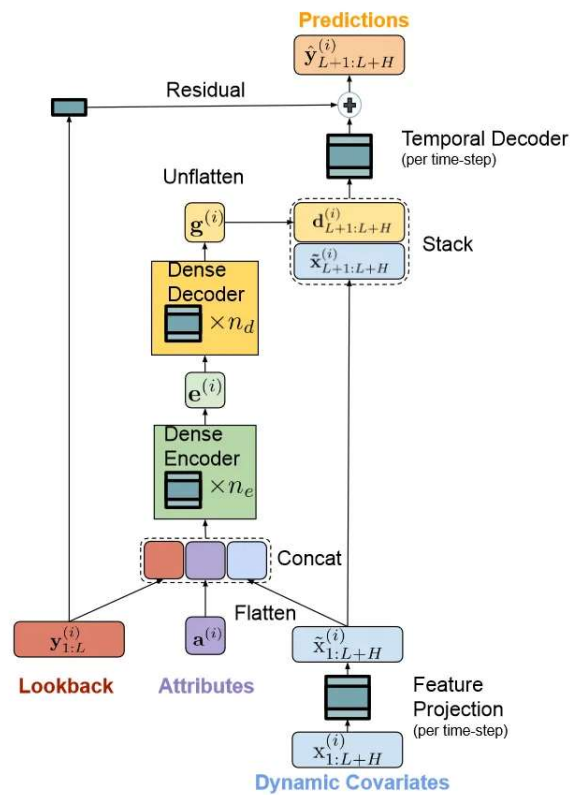 Predictions
ŷ^{(i)}_{L+1:L+H}
Residual
Temporal Decoder
(per time-step)
Unflatten
g^{(i)}
d^{(i)}_{L+1:L+H}
Stack
x̃^{(i)}_{L+1:L+H}
Dense
Decoder
×n_d
e^{(i)}
Dense
Encoder
×n_e
Concat
Flatten
y^{(i)}_{1:L}
a^{(i)}
x̃^{(i)}_{1:L+H}
Lookback
Attributes
Feature
Projection
(per time-step)
x^{(i)}_{1:L+H}
Dynamic Covariates